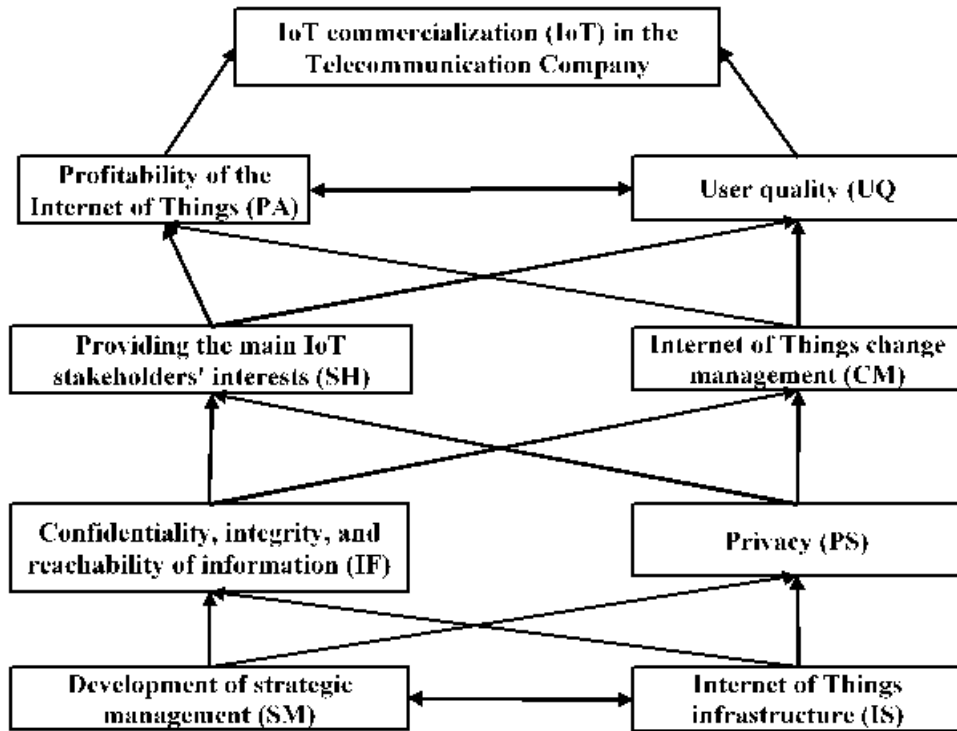 IoT commercialization (IoT) in the
Telecommunication Company
Profitability of the
Internet of Things (PA)
User quality (UQ
Providing the main IoT
stakeholders' interests (SH)
Internet of Things change
management (CM)
Confidentiality, integrity, and
reachability of information (IF)
Privacy (PS)
Development of strategic
management (SM)
Internet of Things
infrastructure (IS)